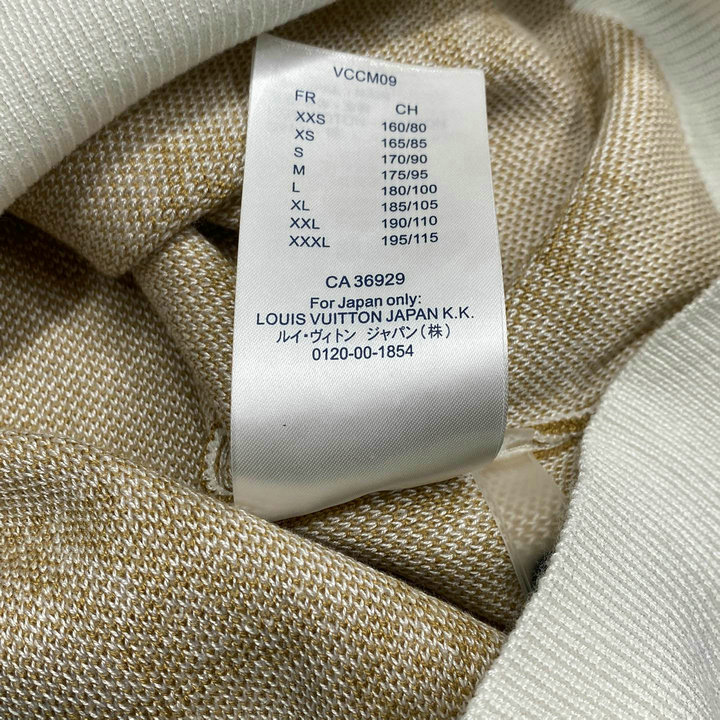 VCCM09
FR CH
XXS 160/80
XS 165/85
S 170/90
M 175/95
L 180/100
XL 185/105
XXL 190/110
XXXL 195/115
CA 36929
For Japan only:
LOUIS VUITTON JAPAN K.K.
ルイ・ヴィトン ジャパン(株)
0120-00-1854